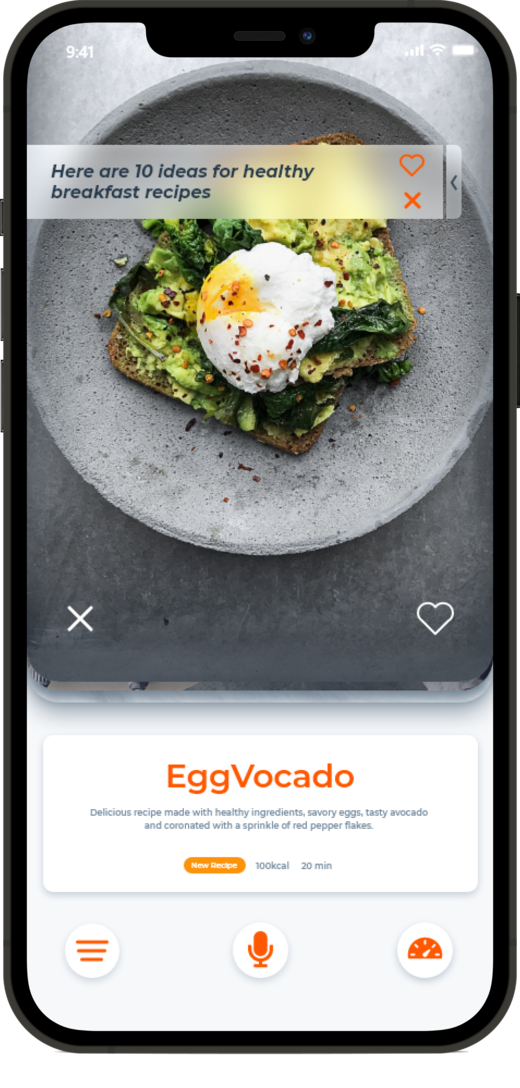 9:41
Here are 10 ideas for healthy
breakfast recipes
EggVocado
Delicious recipe made with healthy ingredients, savory eggs, tasty avocado
and coronated with a sprinkle of red pepper flakes.
New Recipe 100kcal 20 min